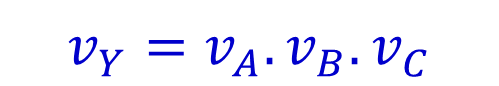 v_Y = v_A. v_B. v_C